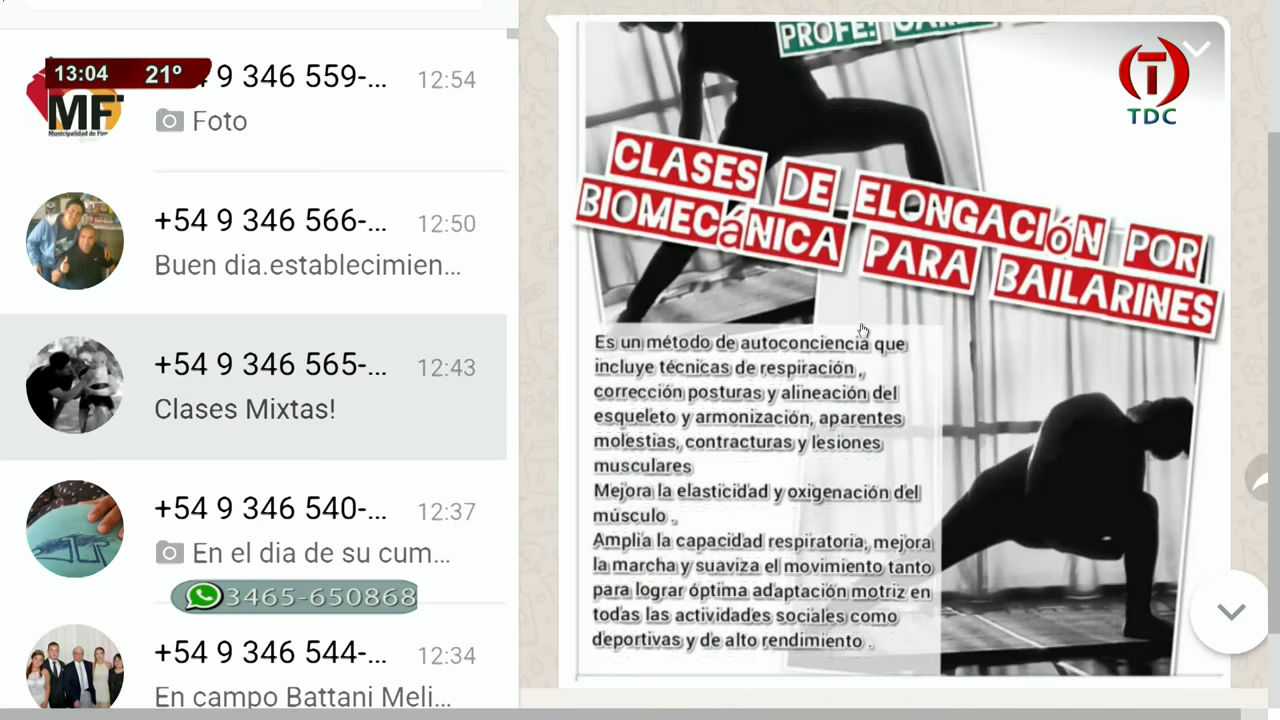 13:04 21°
9 346 559-... 12:54
MF
Foto
+54 9 346 566-... 12:50
Buen dia.establecimien...
+54 9 346 565-... 12:43
Clases Mixtas!
+54 9 346 540-... 12:37
En el dia de su cum...
3465-650868
+54 9 346 544-... 12:34
En campo Battani Meli...
PROFE:
T
TDC
CLASES DE ELONGACIóN POR
BIOMECáNICA PARA BAILARINES
Es un método de autoconciencia que
incluye técnicas de respiración ,
corrección posturas y alineación del
esqueleto y armonización, aparentes
molestias, contracturas y lesiones
musculares
Mejora la elasticidad y oxigenación del
músculo .
Amplia la capacidad respiratoria, mejora
la marcha y suaviza el movimiento tanto
para lograr óptima adaptación motriz en
todas las actividades sociales como
deportivas y de alto rendimiento .